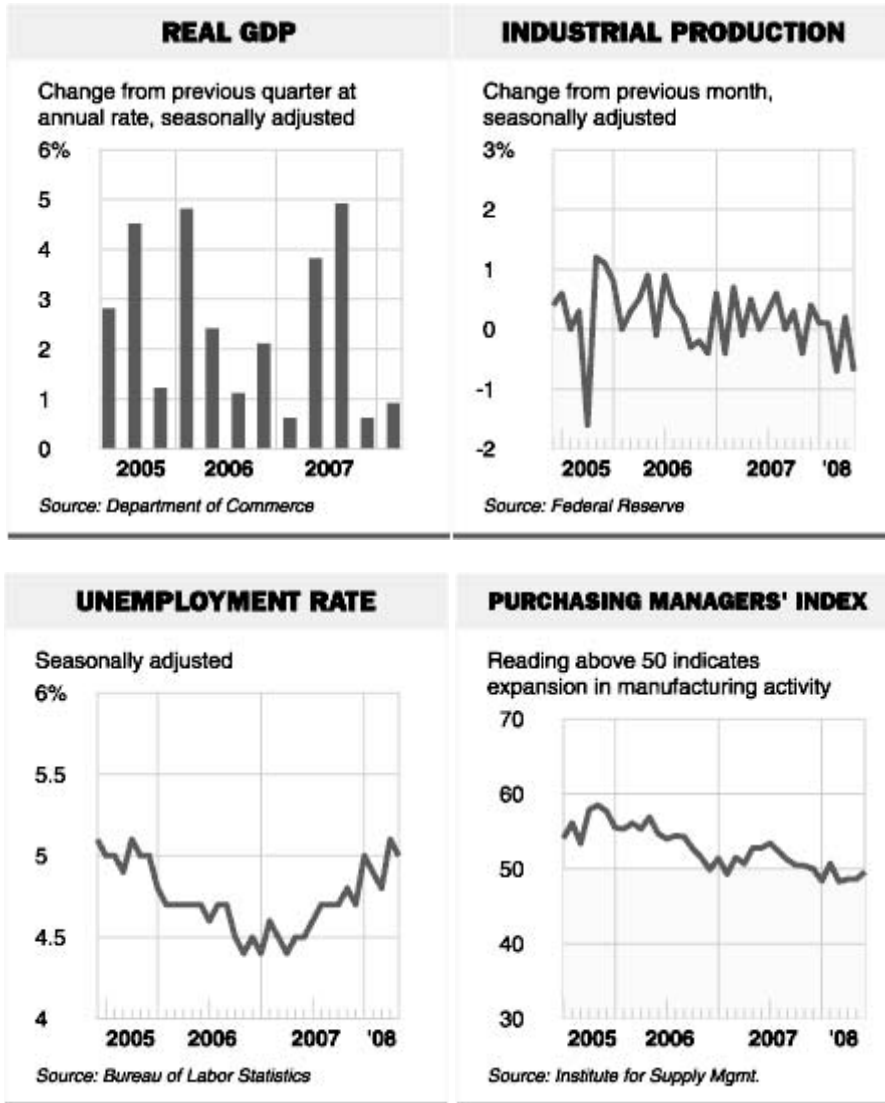 REAL GDP
Change from previous quarter at
annual rate, seasonally adjusted
6%
5
4
3
2
1
0
2005 2006 2007
Source: Department of Commerce
INDUSTRIAL PRODUCTION
Change from previous month,
seasonally adjusted
3%
2
1
0
-1
-2
2005 2006 2007 '08
Source: Federal Reserve
UNEMPLOYMENT RATE
Seasonally adjusted
6%
5.5
5
4.5
4
2005 2006 2007 '08
Source: Bureau of Labor Statistics
PURCHASING MANAGERS' INDEX
Reading above 50 indicates
expansion in manufacturing activity
70
60
50
40
30
2005 2006 2007 '08
Source: Institute for Supply Mgmt.